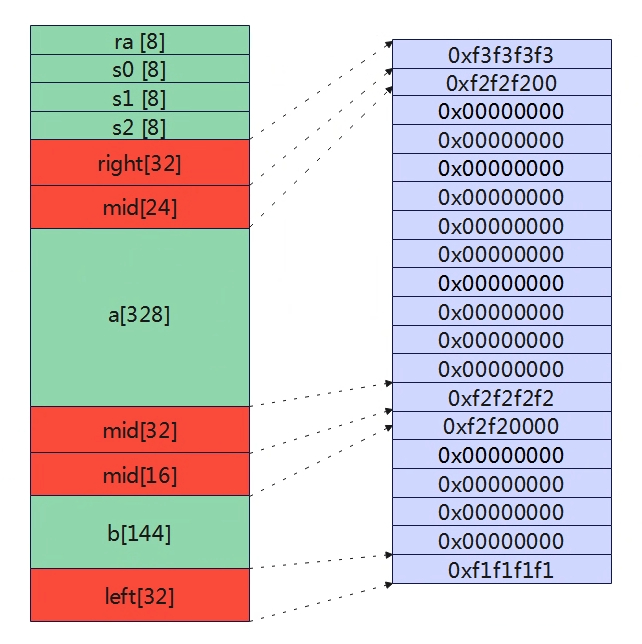 ra [8]
s0 [8]
s1 [8]
s2 [8]
right[32]
mid[24]
a[328]
mid[32]
mid[16]
b[144]
left[32]
0xf3f3f3f3
0xf2f2f200
0x00000000
0x00000000
0x00000000
0x00000000
0x00000000
0x00000000
0x00000000
0x00000000
0x00000000
0x00000000
0xf2f2f2f2
0xf2f20000
0x00000000
0x00000000
0x00000000
0x00000000
0xf1f1f1f1